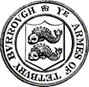 YE ARMES OF TETBURY BVRROVGH